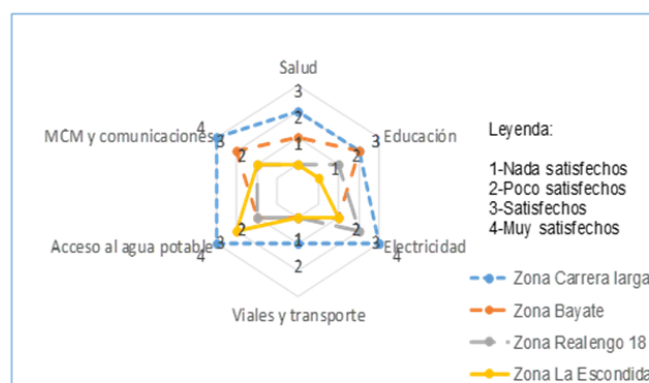 Salud
3
2
1
4
MCM y comunicaciones
3
2
2
Educación
1
Leyenda:
1-Nada satisfechos
2-Poco satisfechos
3-Satisfechos
4-Muy satisfechos
Acceso al agua potable
3
2
4
1
2
2
3
Electricidad
4
Viales y transporte
Zona Carrera larga
Zona Bayate
Zona Realengo 18
Zona La Escondida